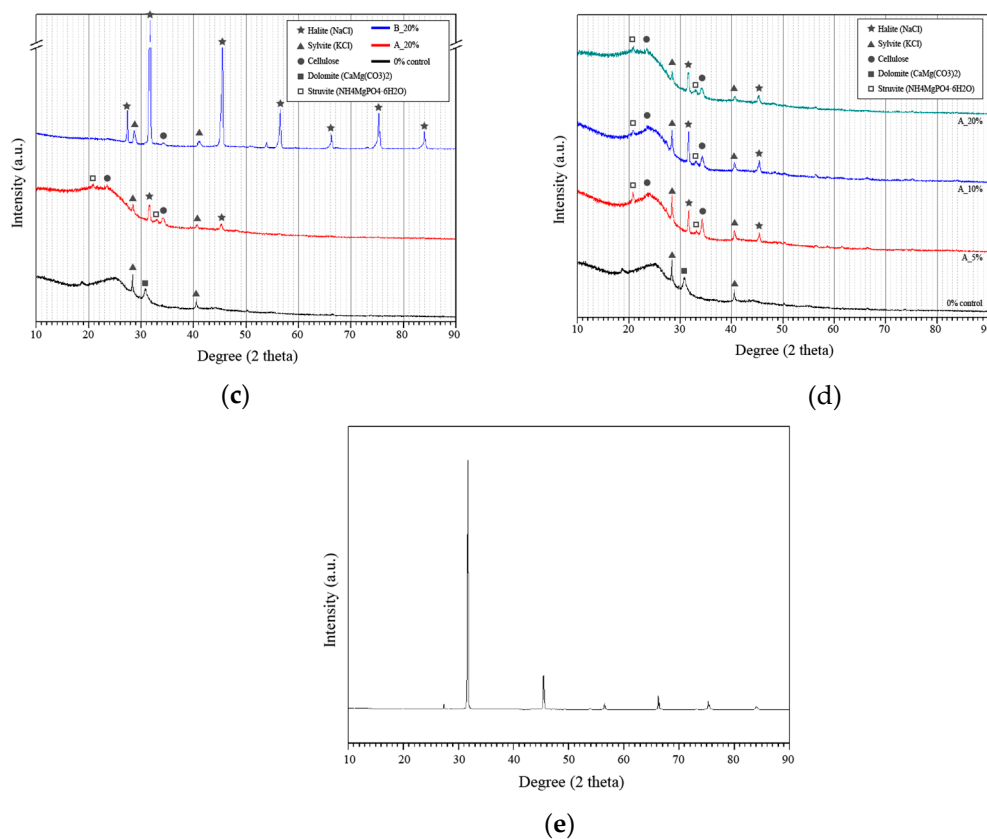 Halite (NaCl)
Sylvite (KCl)
Cellulose
Dolomite (CaMg(CO3)2)
Struvite (NH4MgPO4·6H2O)
B_20%
A_20%
0% control
Intensity (a.u.)
10 20 30 40 50 60 70 80 90
Degree (2 theta)
(c)
Halite (NaCl)
Sylvite (KCl)
Cellulose
Dolomite (CaMg(CO3)2)
Struvite (NH4MgPO4·6H2O)
A_20%
A_10%
A_5%
0% control
Intensity (a.u.)
10 20 30 40 50 60 70 80 90
Degree (2 theta)
(d)
Intensity (a.u.)
10 20 30 40 50 60 70 80 90
Degree (2 theta)
(e)